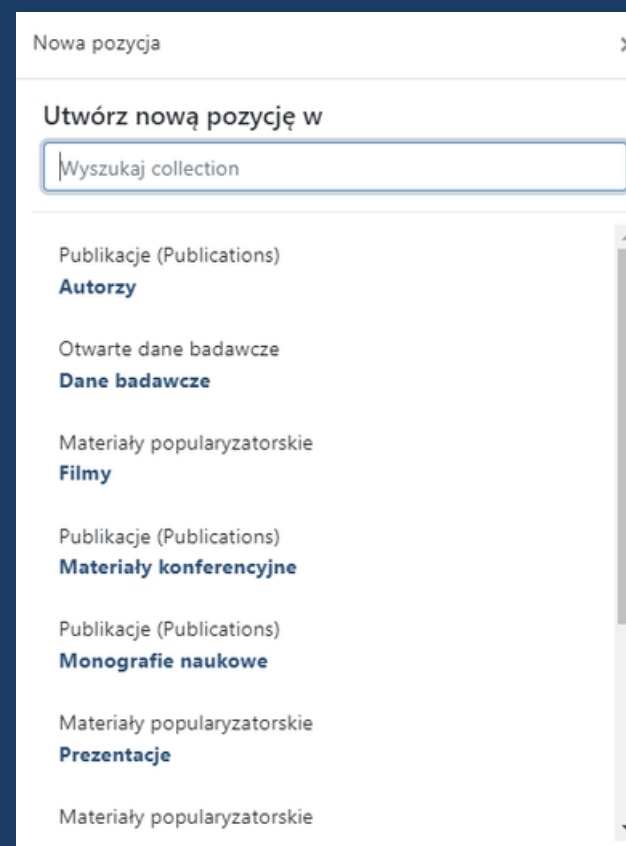 Nowa pozycja
Utwórz nową pozycję w
Wyszukaj collection
Publikacje (Publications)
Autorzy
Otwarte dane badawcze
Dane badawcze
Materiały popularyzatorskie
Filmy
Publikacje (Publications)
Materiały konferencyjne
Publikacje (Publications)
Monografie naukowe
Materiały popularyzatorskie
Prezentacje
Materiały popularyzatorskie